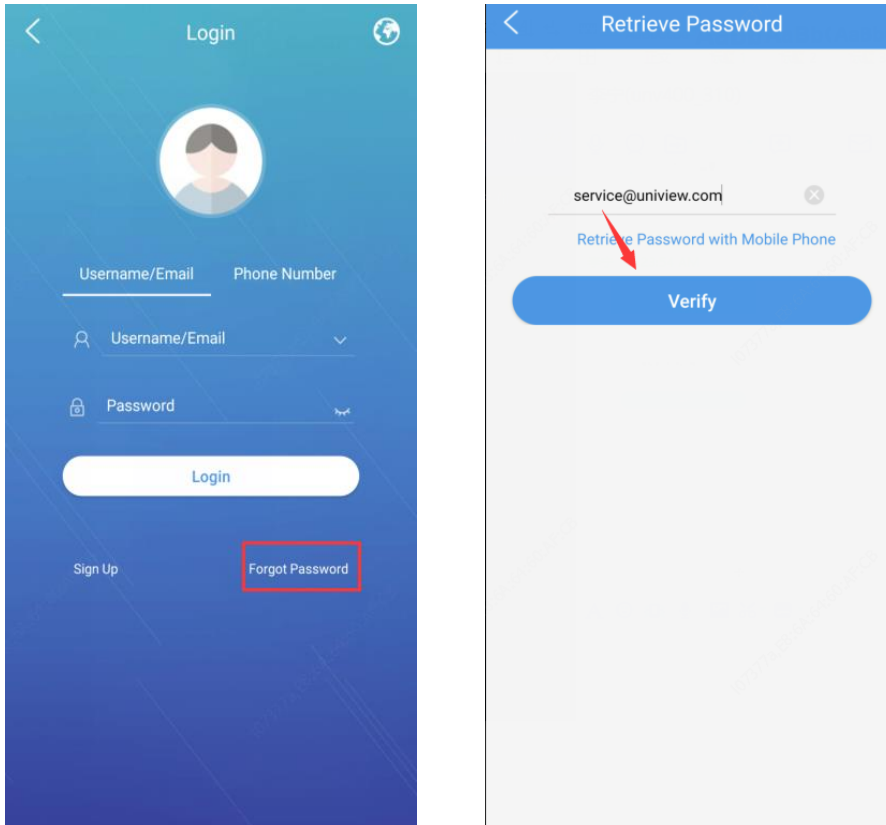 Login
Username/Email Phone Number
Username/Email
Password
Login
Sign Up Forgot Password
Retrieve Password
service@uniview.com
Retrieve Password with Mobile Phone
Verify